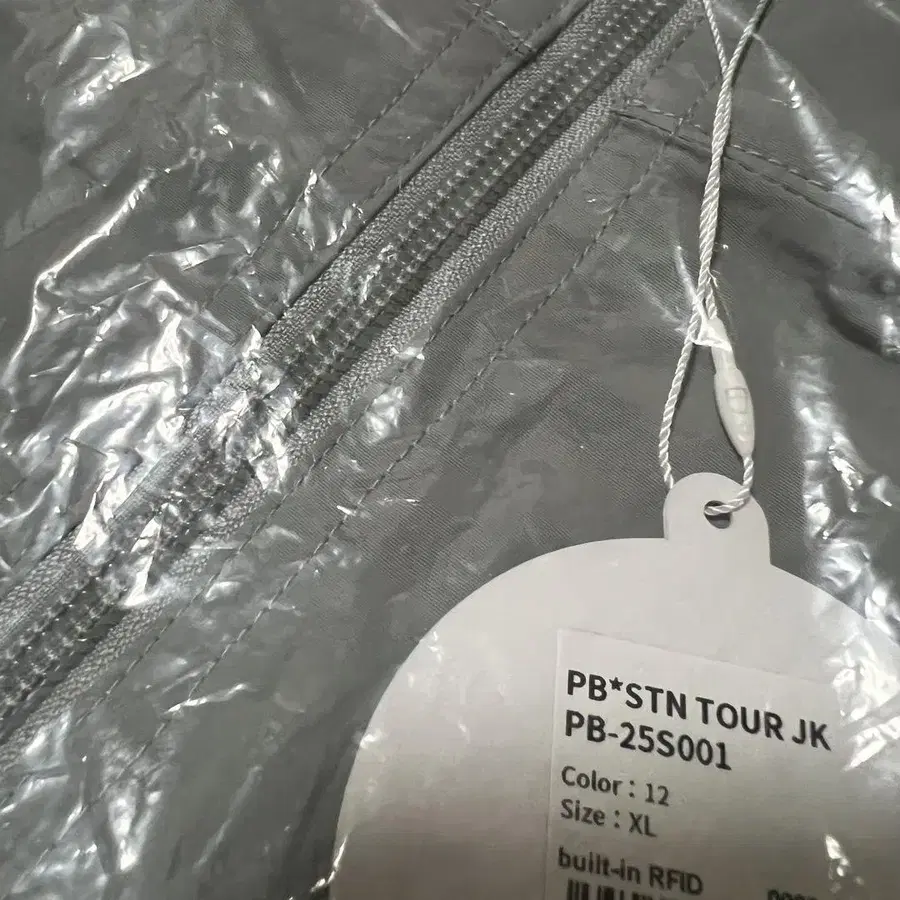 PB*STN TOUR JK
PB-25S001
Color : 12
Size : XL
built-in RFID